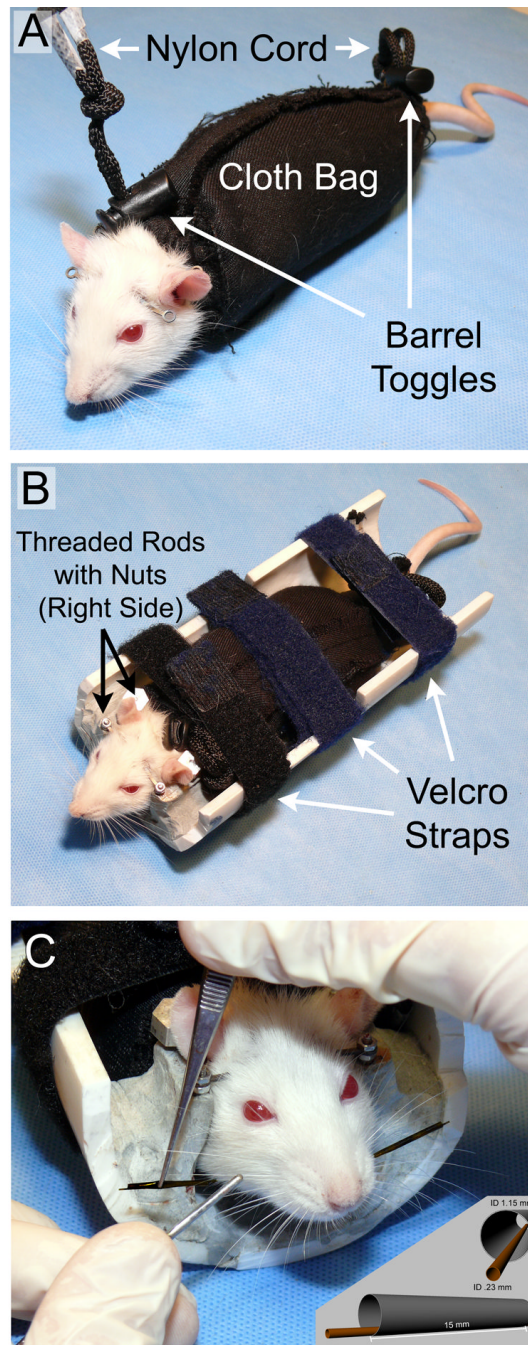 A
Nylon Cord
Cloth Bag
Barrel
Toggles
B
Threaded Rods
with Nuts
(Right Side)
Velcro
Straps
C
ID 1.15 mm
ID .23 mm
15 mm